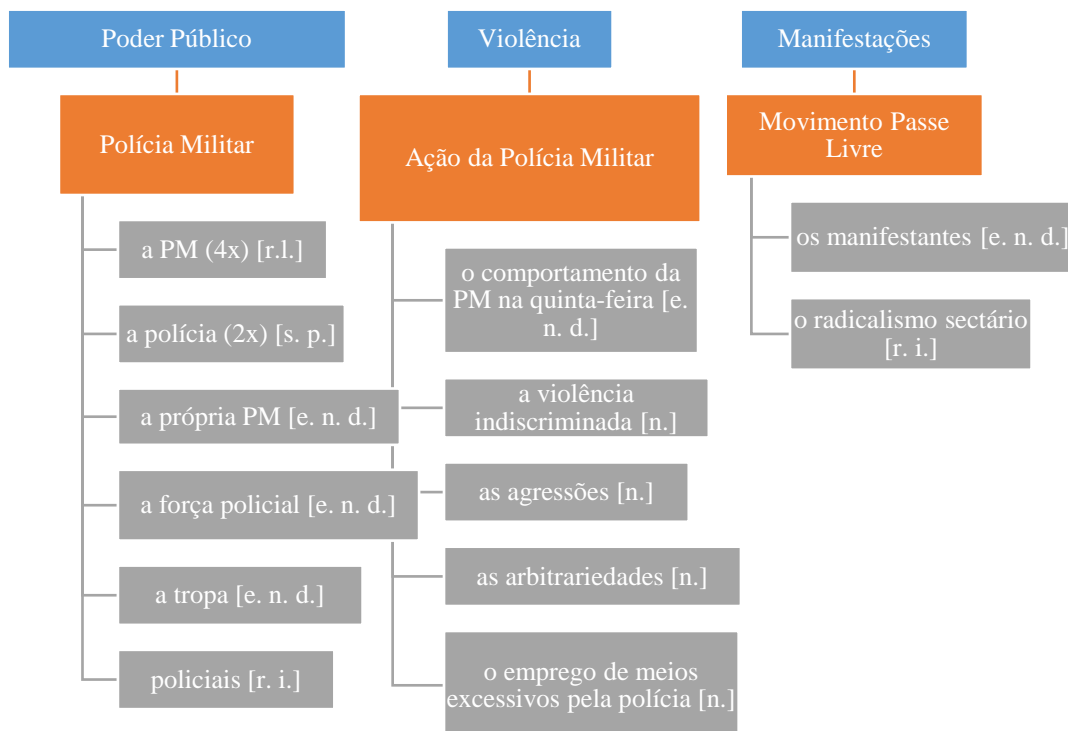 Poder Público
Polícia Militar
a PM (4x) [r.l.]
a polícia (2x) [s. p.]
a própria PM [e. n. d.]
a força policial [e. n. d.]
a tropa [e. n. d.]
policiais [r. i.]
Violência
Ação da Polícia Militar
o comportamento da
PM na quinta-feira [e.
n. d.]
a violência
indiscriminada [n.]
as agressões [n.]
as arbitrariedades [n.]
o emprego de meios
excessivos pela polícia [n.]
Manifestações
Movimento Passe
Livre
os manifestantes [e. n. d.]
o radicalismo sectário
[r. i.]